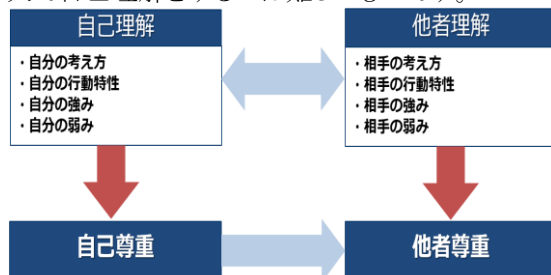 自己理解
・自分の考え方
・自分の行動特性
・自分の強み
・自分の弱み
他者理解
・相手の考え方
・相手の行動特性
・相手の強み
・相手の弱み
自己尊重
他者尊重